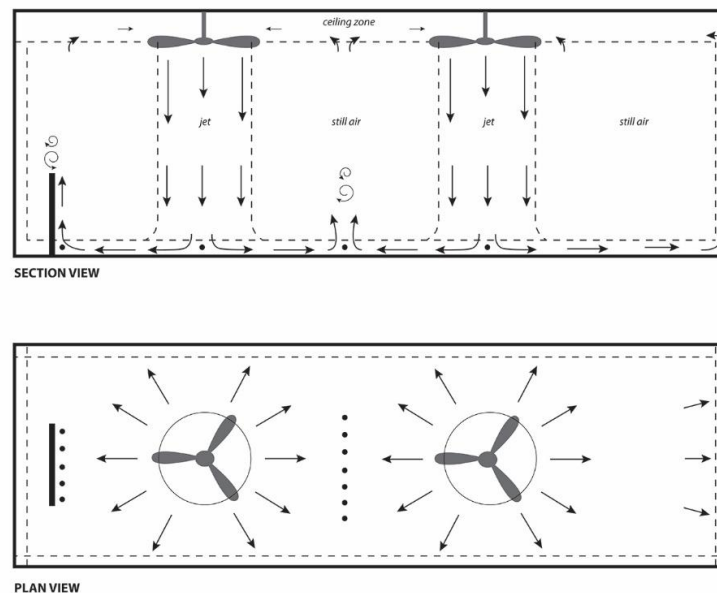 ceiling zone
jet
still air
jet
still air
SECTION VIEW
PLAN VIEW